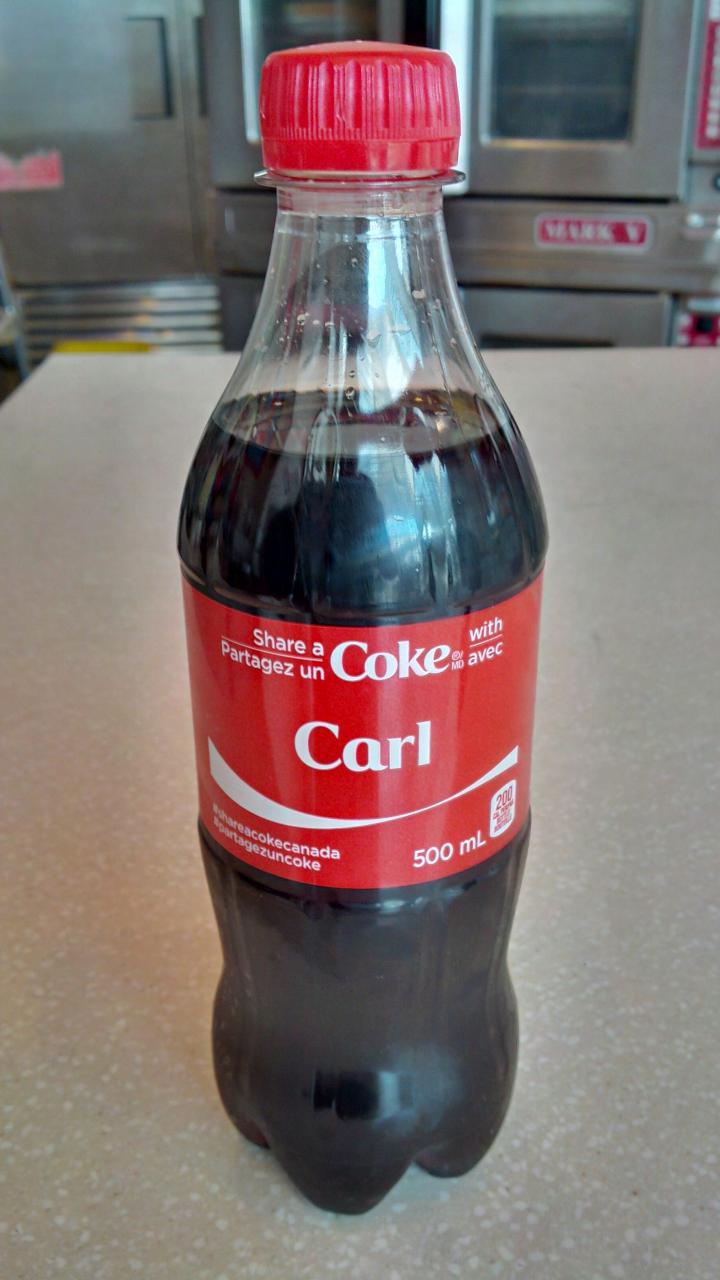 MARK V
Share a
Partagez un
Coke
®/
MD
with
avec
Carl
#shareacokecanada
#partagezuncoke
500 mL
200